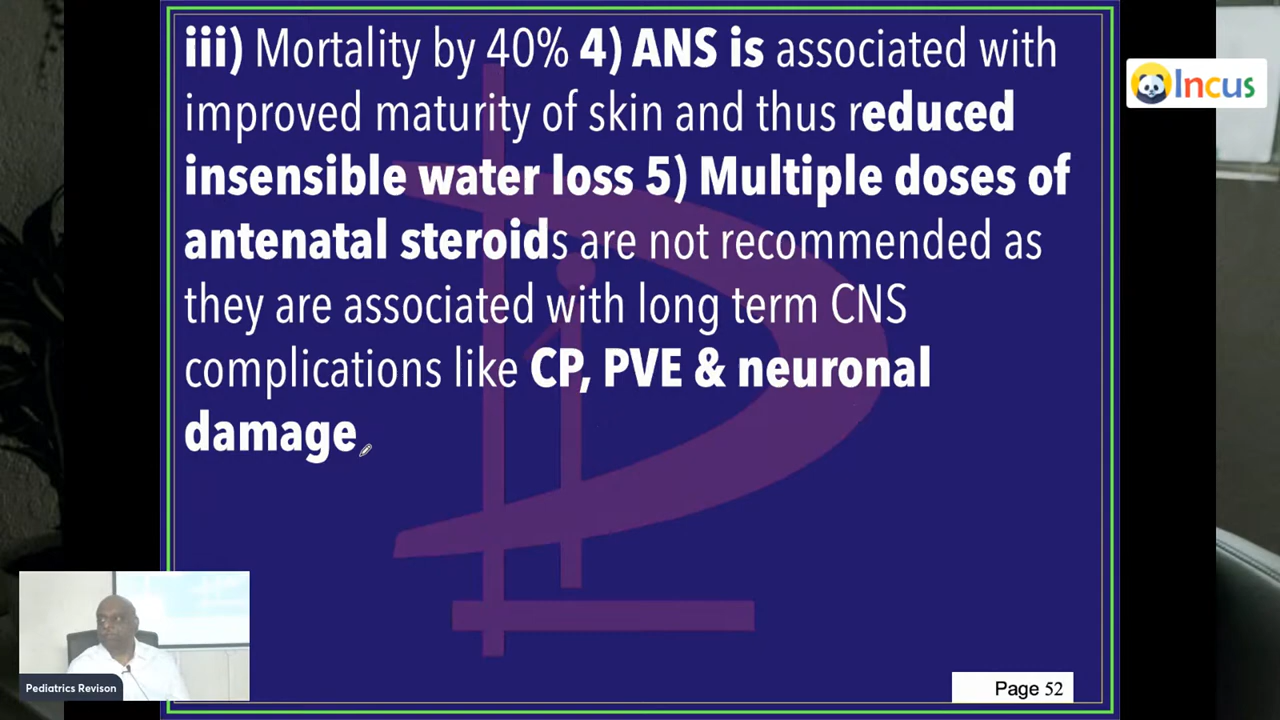 iii) Mortality by 40% 4) ANS is associated with
improved maturity of skin and thus reduced
insensible water loss 5) Multiple doses of
antenatal steroids are not recommended as
they are associated with long term CNS
complications like CP, PVE & neuronal
damage
Incus
Pediatrics Revison
Page 52